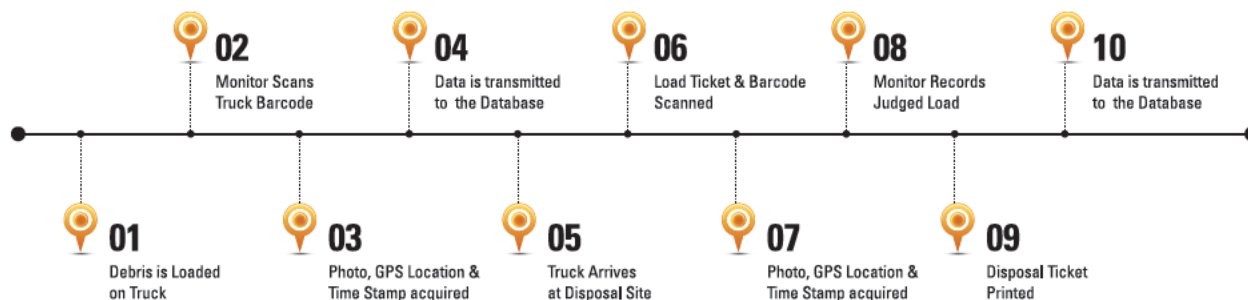 01
Debris is Loaded
on Truck
02
Monitor Scans
Truck Barcode
03
Photo, GPS Location &
Time Stamp acquired
04
Data is transmitted
to the Database
05
Truck Arrives
at Disposal Site
06
Load Ticket & Barcode
Scanned
07
Photo, GPS Location &
Time Stamp acquired
08
Monitor Records
Judged Load
09
Disposal Ticket
Printed
10
Data is transmitted
to the Database